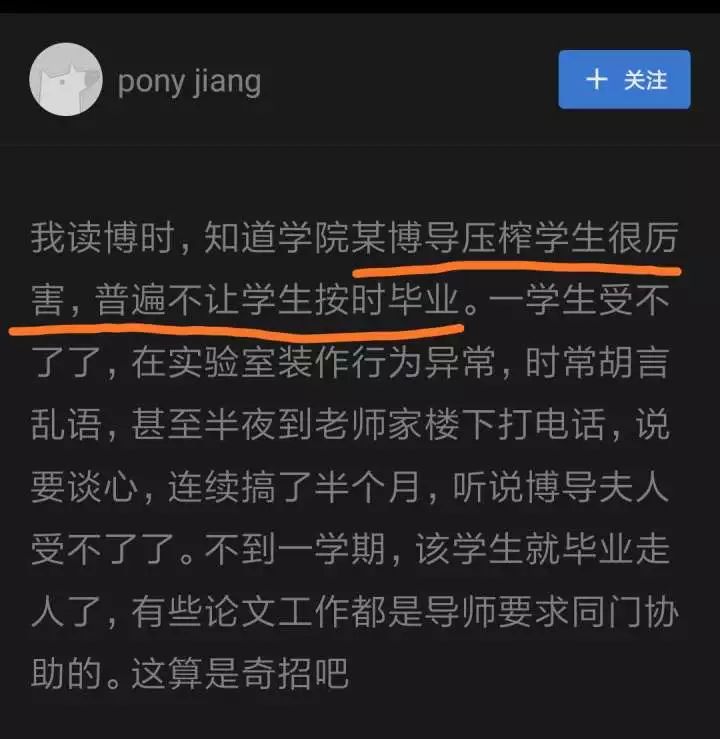 pony jiang
+ 关注
我读博时，知道学院某博导压榨学生很厉
害，普遍不让学生按时毕业。一学生受不
了了，在实验室装作行为异常，时常胡言
乱语，甚至半夜到老师家楼下打电话，说
要谈心，连续搞了半个月，听说博导夫人
受不了了。不到一学期，该学生就毕业走
人了，有些论文工作都是导师要求同门协
助的。这算是奇招吧